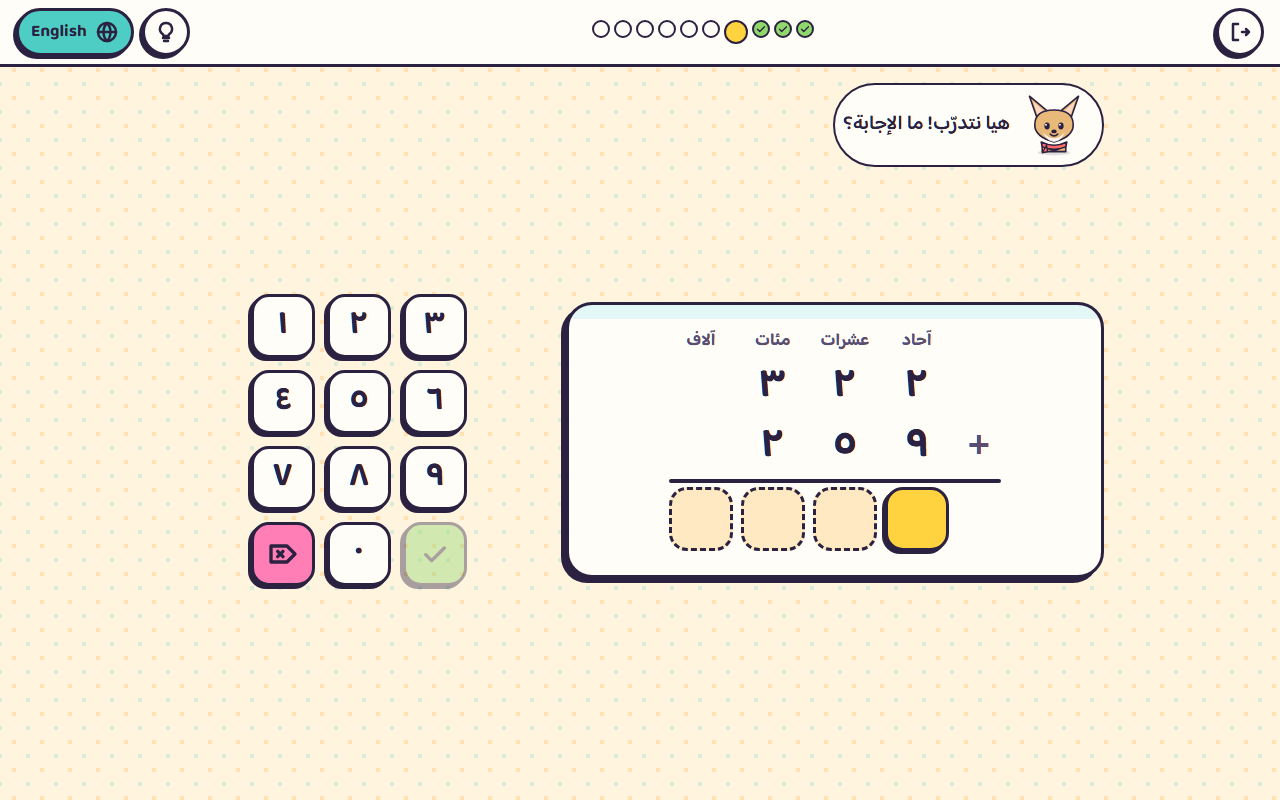 English
هيا نتدرّب! ما الإجابة؟
آلاف مئات عشرات آحاد
٣ ٢ ٢
٢ ٥ ٩ +
١ ٢ ٣
٤ ٥ ٦
٧ ٨ ٩
٠